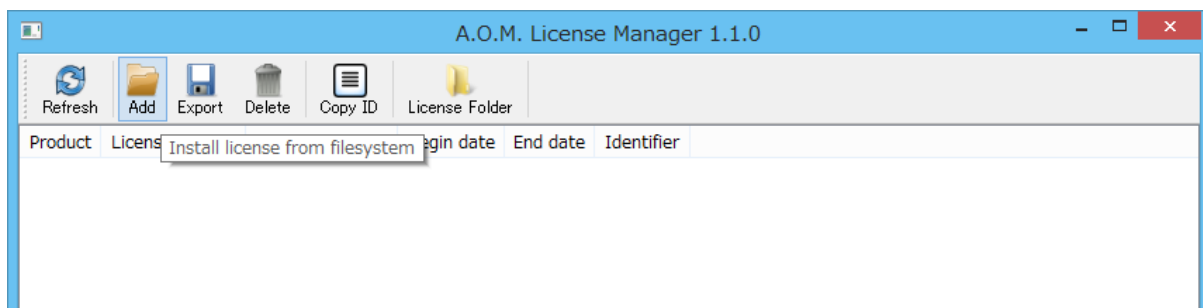 A.O.M. License Manager 1.1.0
Refresh Add Export Delete Copy ID License Folder
Product Licens egin date End date Identifier
Install license from filesystem